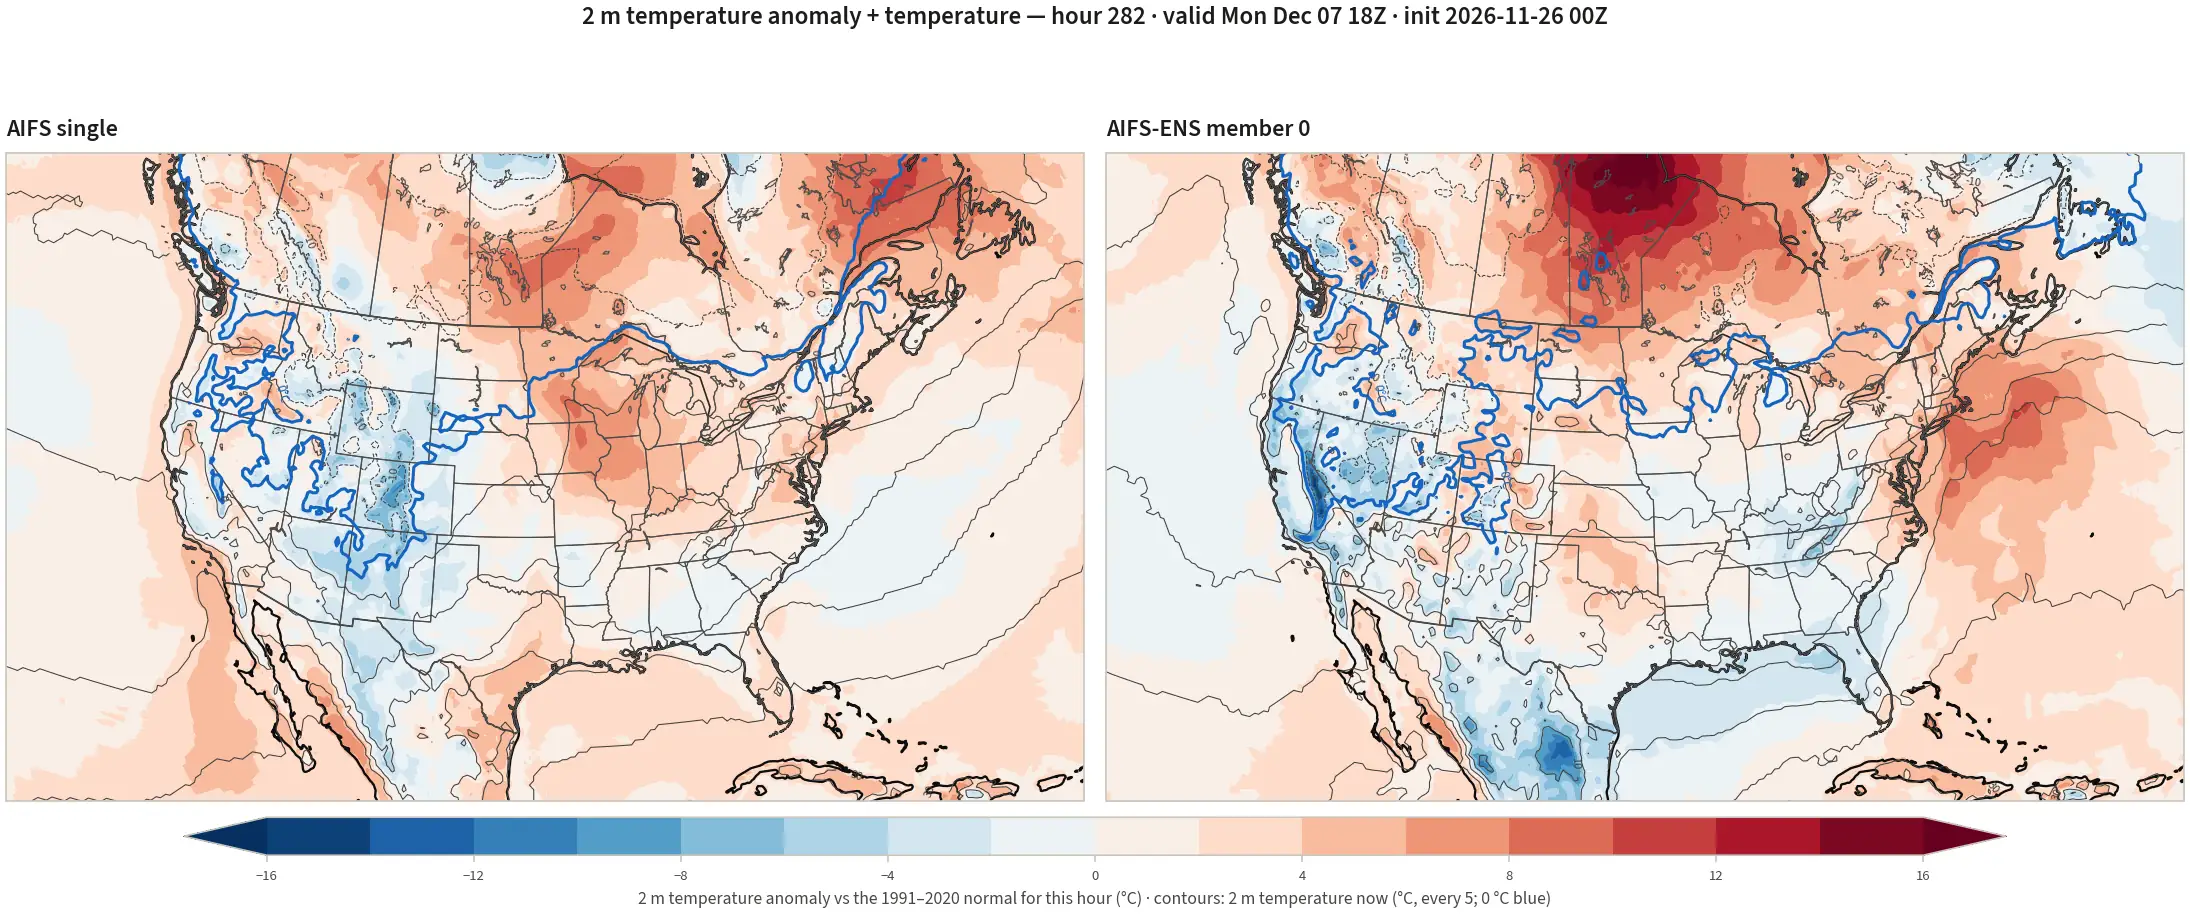 2 m temperature anomaly + temperature — hour 282 · valid Mon Dec 07 18Z · init 2026-11-26 00Z
AIFS single
AIFS-ENS member 0
−16
−12
−8
−4
0
4
8
12
16
2 m temperature anomaly vs the 1991–2020 normal for this hour (°C) · contours: 2 m temperature now (°C, every 5; 0 °C blue)